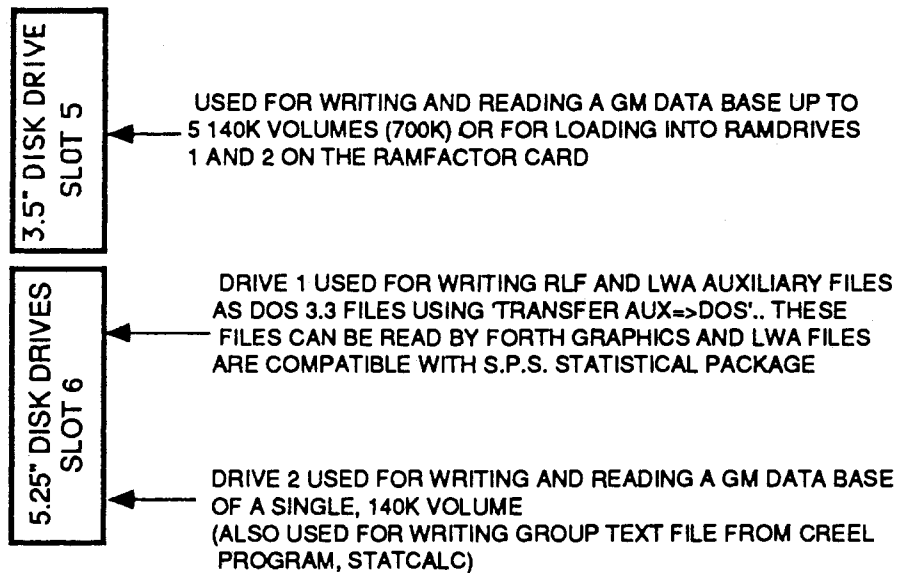 3.5" DISK DRIVE
SLOT 5
USED FOR WRITING AND READING A GM DATA BASE UP TO
5 140K VOLUMES (700K) OR FOR LOADING INTO RAMDRIVES
1 AND 2 ON THE RAMFACTOR CARD
5.25" DISK DRIVES
SLOT 6
DRIVE 1 USED FOR WRITING RLF AND LWA AUXILIARY FILES
AS DOS 3.3 FILES USING 'TRANSFER AUX=>DOS'.. THESE
FILES CAN BE READ BY FORTH GRAPHICS AND LWA FILES
ARE COMPATIBLE WITH S.P.S. STATISTICAL PACKAGE
DRIVE 2 USED FOR WRITING AND READING A GM DATA BASE
OF A SINGLE, 140K VOLUME
(ALSO USED FOR WRITING GROUP TEXT FILE FROM CREEL
PROGRAM, STATCALC)